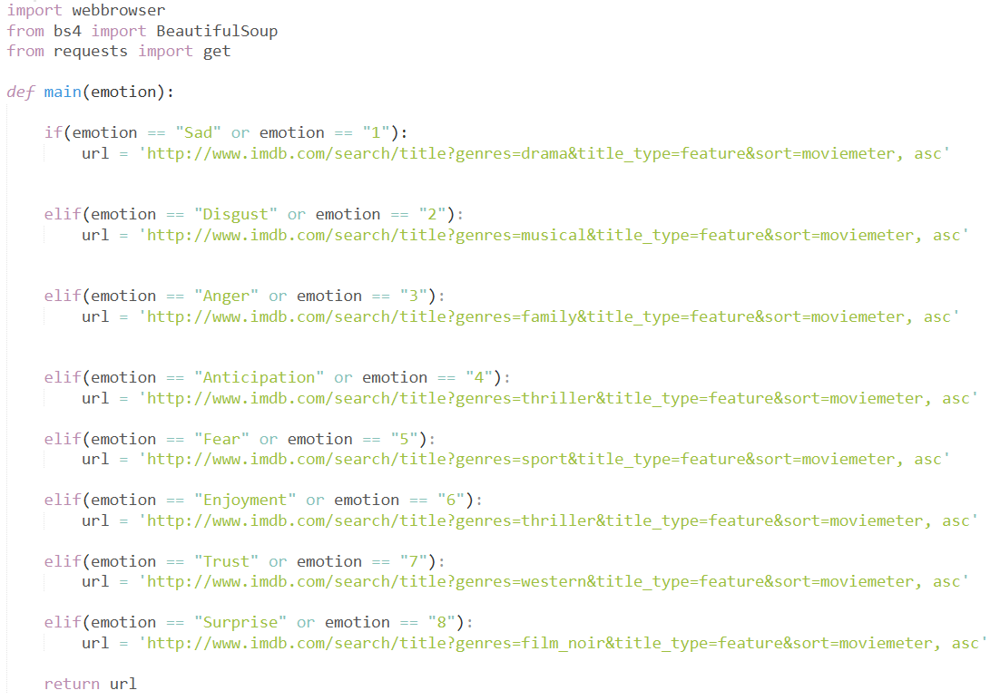 import webbrowser
from bs4 import BeautifulSoup
from requests import get
def main(emotion):
if(emotion == "Sad" or emotion == "1"):
url = 'http://www.imdb.com/search/title?genres=drama&title_type=feature&sort=moviemeter, asc'
elif(emotion == "Disgust" or emotion == "2"):
url = 'http://www.imdb.com/search/title?genres=musical&title_type=feature&sort=moviemeter, asc'
elif(emotion == "Anger" or emotion == "3"):
url = 'http://www.imdb.com/search/title?genres=family&title_type=feature&sort=moviemeter, asc'
elif(emotion == "Anticipation" or emotion == "4"):
url = 'http://www.imdb.com/search/title?genres=thriller&title_type=feature&sort=moviemeter, asc'
elif(emotion == "Fear" or emotion == "5"):
url = 'http://www.imdb.com/search/title?genres=sport&title_type=feature&sort=moviemeter, asc'
elif(emotion == "Enjoyment" or emotion == "6"):
url = 'http://www.imdb.com/search/title?genres=thriller&title_type=feature&sort=moviemeter, asc'
elif(emotion == "Trust" or emotion == "7"):
url = 'http://www.imdb.com/search/title?genres=western&title_type=feature&sort=moviemeter, asc'
elif(emotion == "Surprise" or emotion == "8"):
url = 'http://www.imdb.com/search/title?genres=film_noir&title_type=feature&sort=moviemeter, asc'
return url